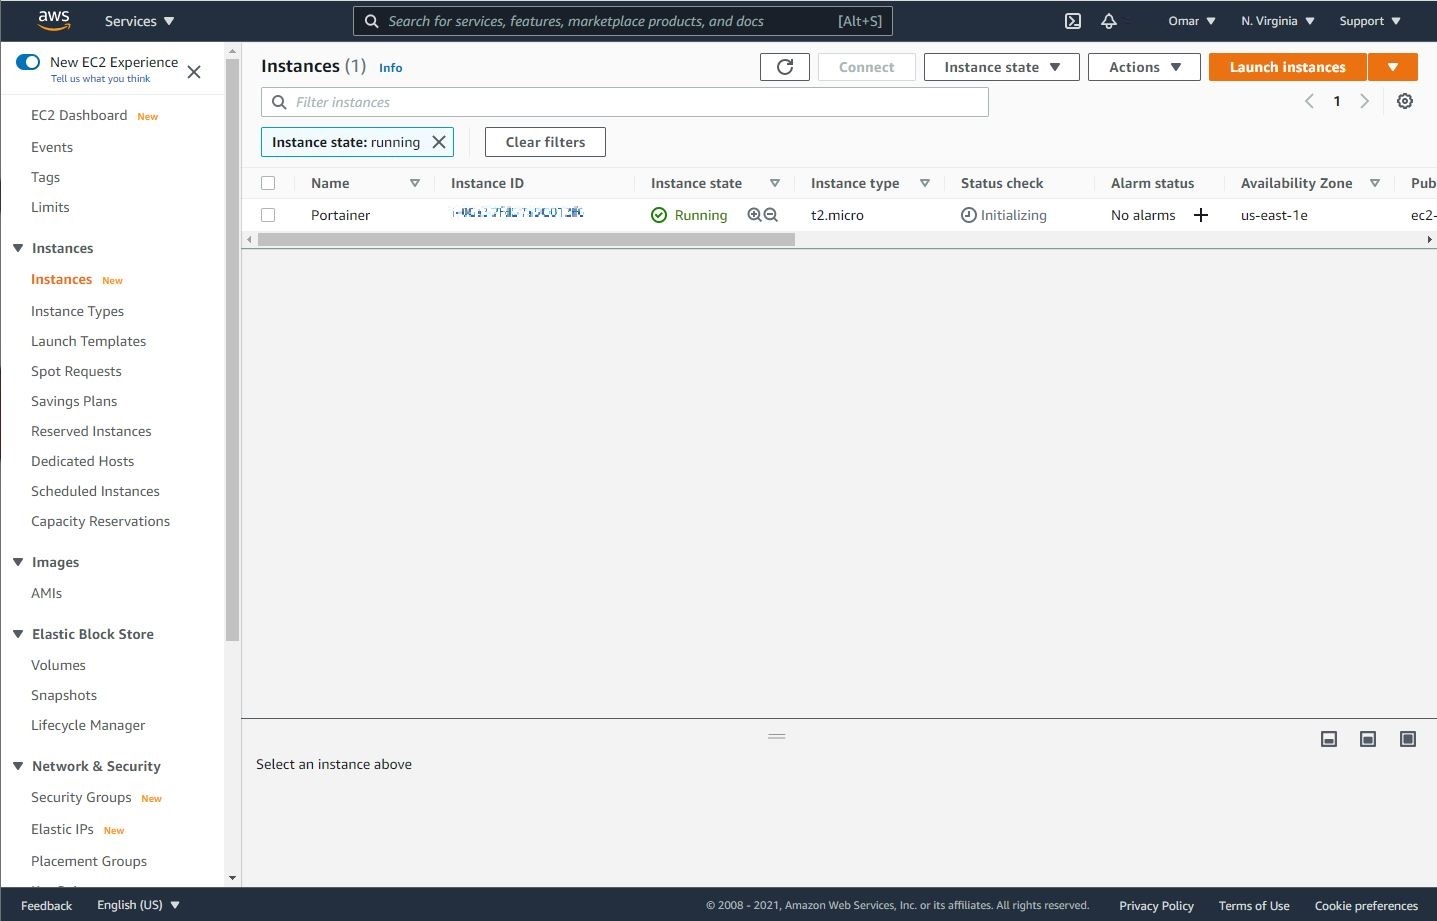 aws Services Search for services, features, marketplace products, and docs [Alt+S] Omar N. Virginia Support
New EC2 Experience
Tell us what you think
EC2 Dashboard New
Events
Tags
Limits
Instances
Instances New
Instance Types
Launch Templates
Spot Requests
Savings Plans
Reserved Instances
Dedicated Hosts
Scheduled Instances
Capacity Reservations
Images
AMIs
Elastic Block Store
Volumes
Snapshots
Lifecycle Manager
Network & Security
Security Groups New
Elastic IPs New
Placement Groups
Instances (1) Info Connect Instance state Actions Launch instances
Filter instances 1
Instance state: running Clear filters
Name Instance ID Instance state Instance type Status check Alarm status Availability Zone Pub
Portainer Running t2.micro Initializing No alarms us-east-1e ec2-
Select an instance above
Feedback English (US) © 2008 - 2021, Amazon Web Services, Inc. or its affiliates. All rights reserved. Privacy Policy Terms of Use Cookie preferences